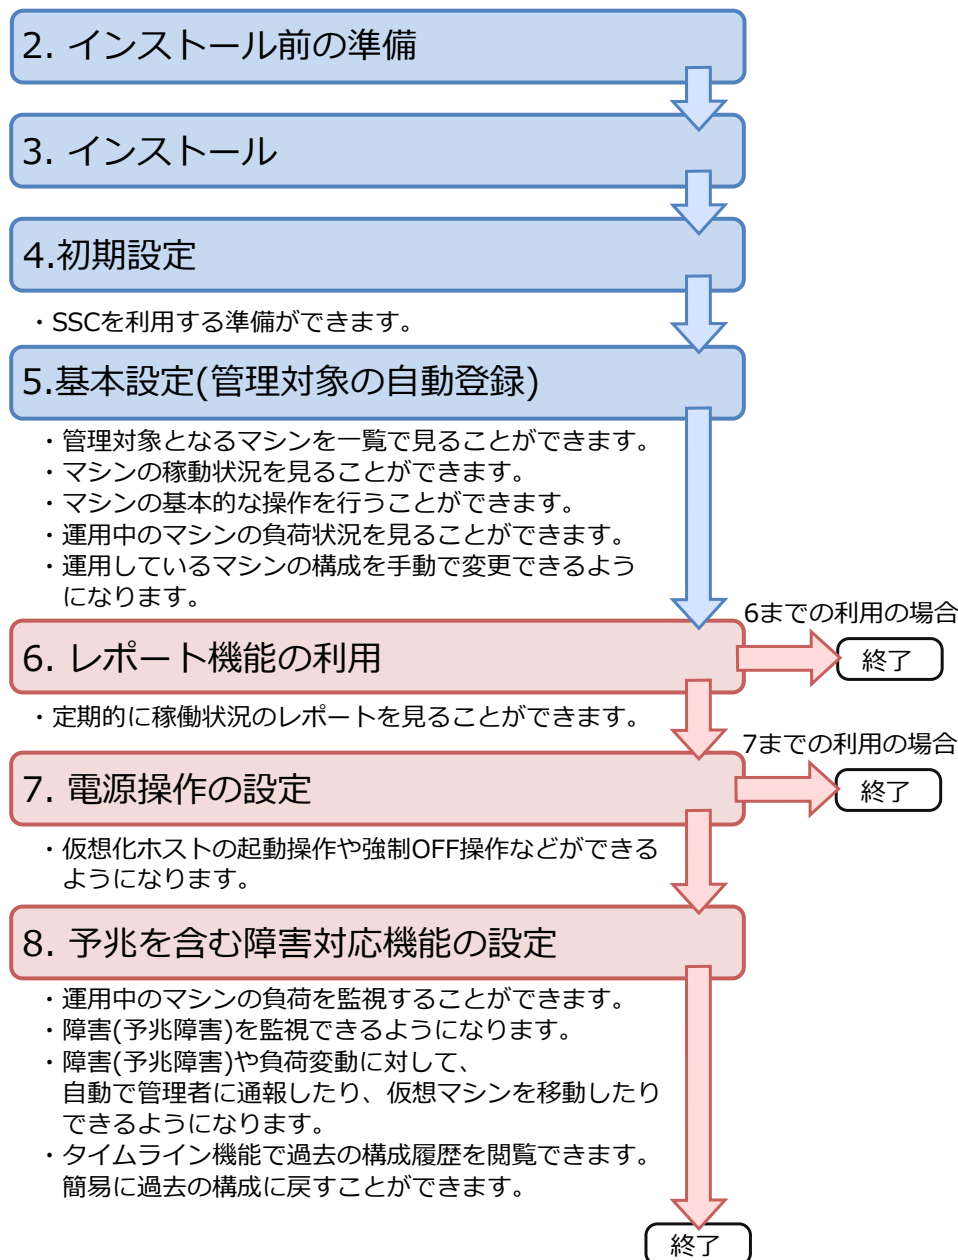 2. インストール前の準備
3. インストール
4.初期設定
・SSCを利用する準備ができます。
5.基本設定(管理対象の自動登録)
・管理対象となるマシンを一覧で見ることができます。
・マシンの稼動状況を見ることができます。
・マシンの基本的な操作を行うことができます。
・運用中のマシンの負荷状況を見ることができます。
・運用しているマシンの構成を手動で変更できるよう
になります。
6までの利用の場合
6. レポート機能の利用
終了
・定期的に稼働状況のレポートを見ることができます。
7までの利用の場合
7. 電源操作の設定
終了
・仮想化ホストの起動操作や強制OFF操作などができる
ようになります。
8. 予兆を含む障害対応機能の設定
・運用中のマシンの負荷を監視することができます。
・障害(予兆障害)を監視できるようになります。
・障害(予兆障害)や負荷変動に対して、
自動で管理者に通報したり、仮想マシンを移動したり
できるようになります。
・タイムライン機能で過去の構成履歴を閲覧できます。
簡易に過去の構成に戻すことができます。
終了